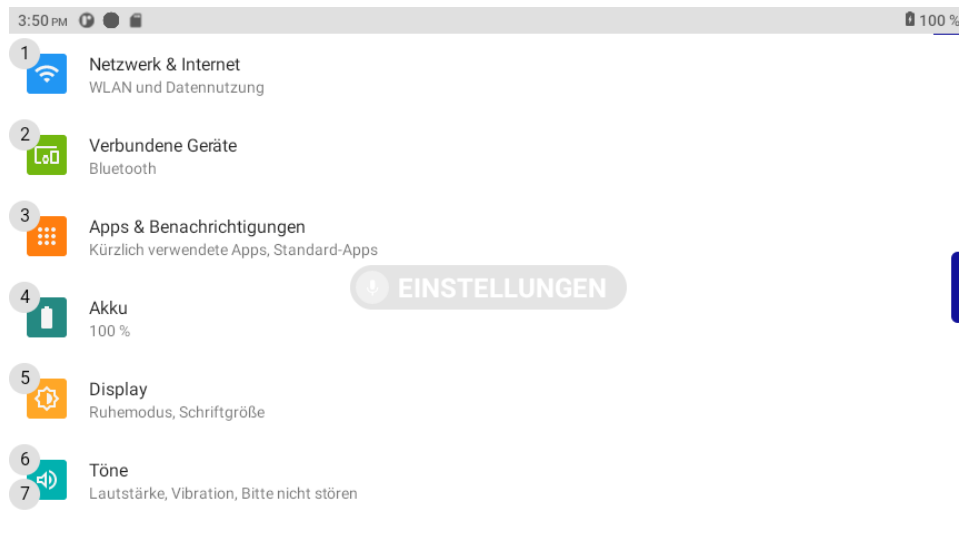 3:50 PM 100 %
1
Netzwerk & Internet
WLAN und Datennutzung
2
Verbundene Geräte
Bluetooth
3
Apps & Benachrichtigungen
Kürzlich verwendete Apps, Standard-Apps
EINSTELLUNGEN
4
Akku
100 %
5
Display
Ruhemodus, Schriftgröße
6
Töne
7
Lautstärke, Vibration, Bitte nicht stören